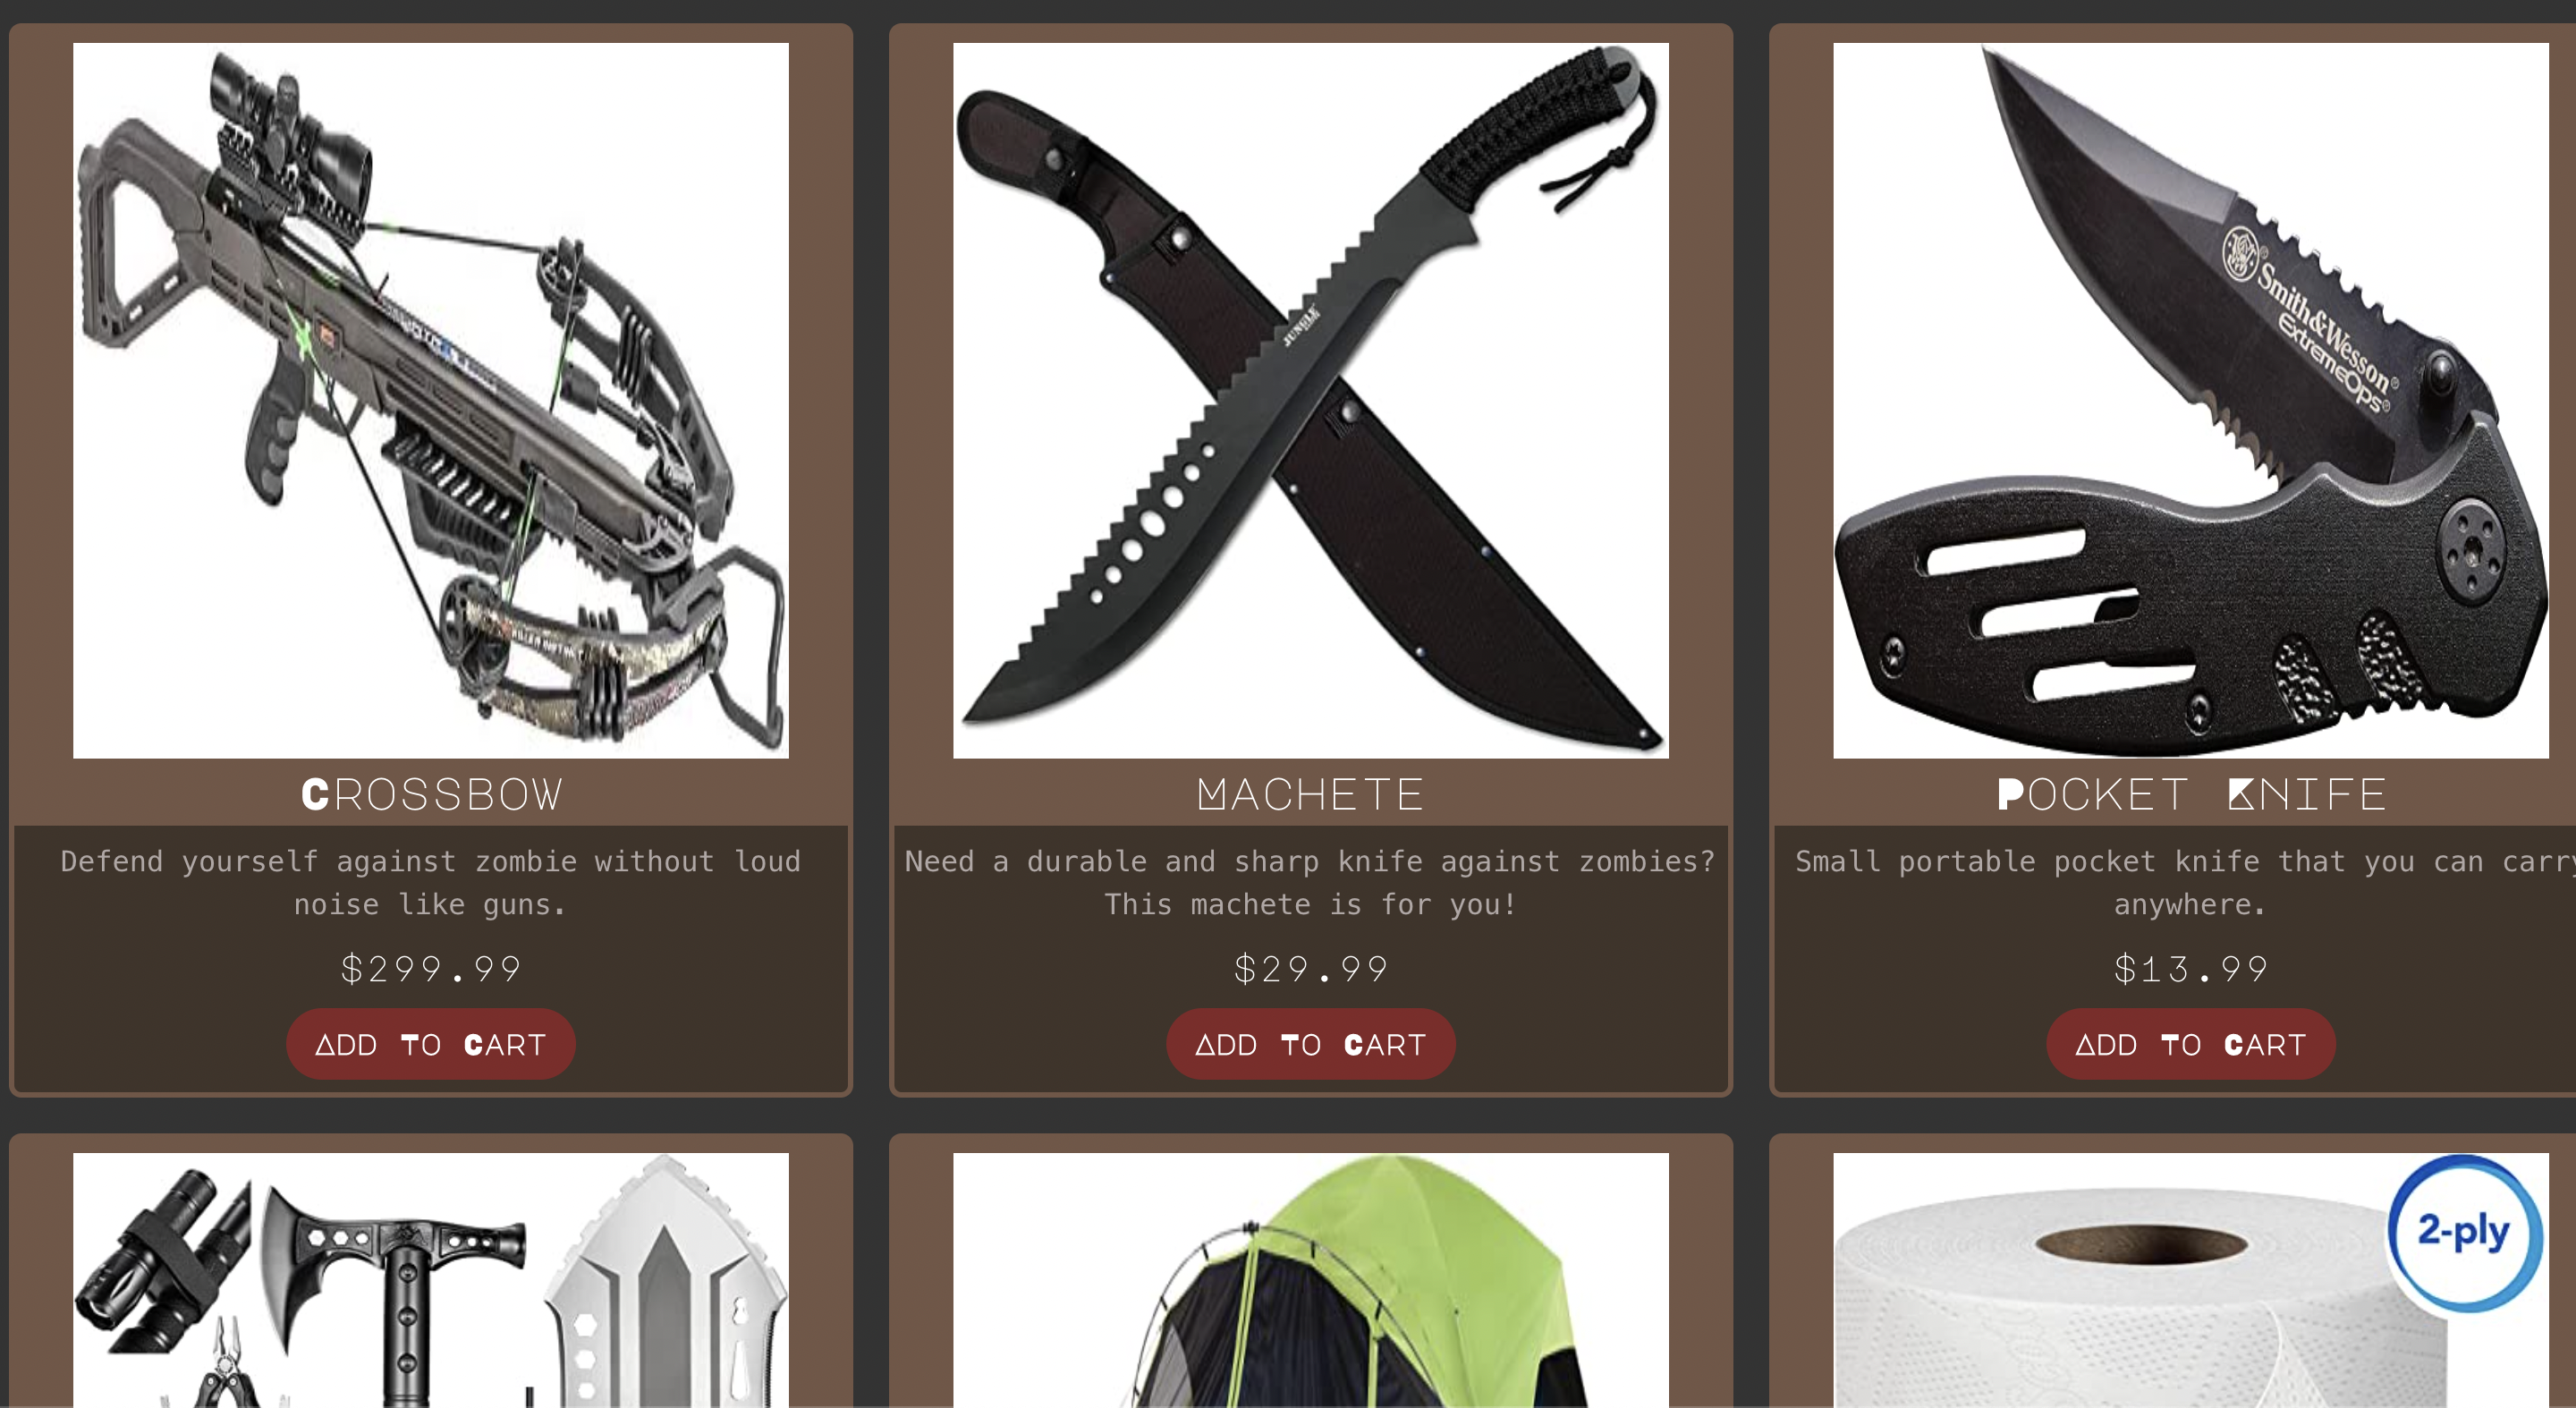 JUNGLE
Smith&Wesson®
ExtremeOps®
Crossbow
Machete
Pocket Knife
Defend yourself against zombie without loud
noise like guns.
Need a durable and sharp knife against zombies?
This machete is for you!
Small portable pocket knife that you can carry
anywhere.
$299.99
$29.99
$13.99
Add To Cart
Add To Cart
Add To Cart
2-ply